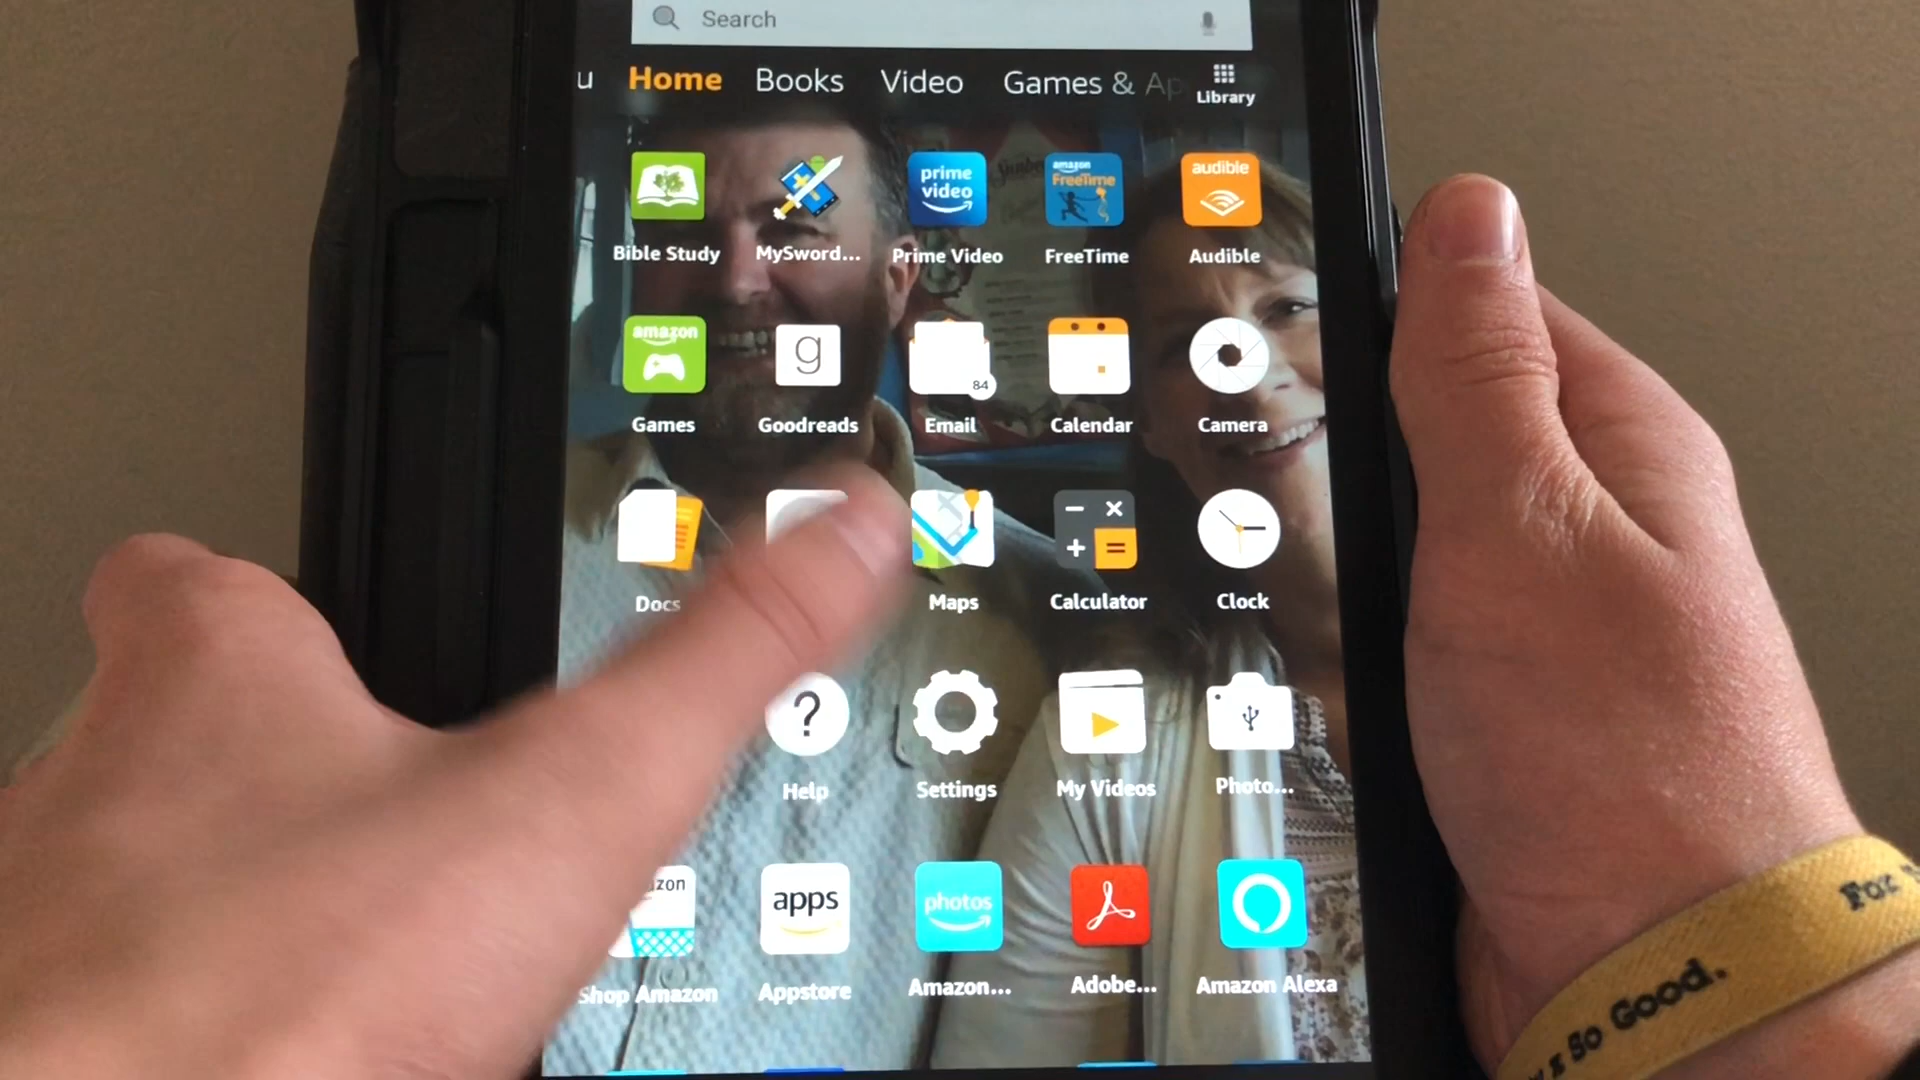 Search
u Home Books Video Games & Ap
Library
prime video
amazon FreeTime
audible
Bible Study MySword... Prime Video FreeTime Audible
amazon
g
84
Games Goodreads Email Calendar Camera
Docs Maps Calculator Clock
?
Help Settings My Videos Photo...
zon
apps
photos
Shop Amazon Appstore Amazon... Adobe... Amazon Alexa
For
So Good.